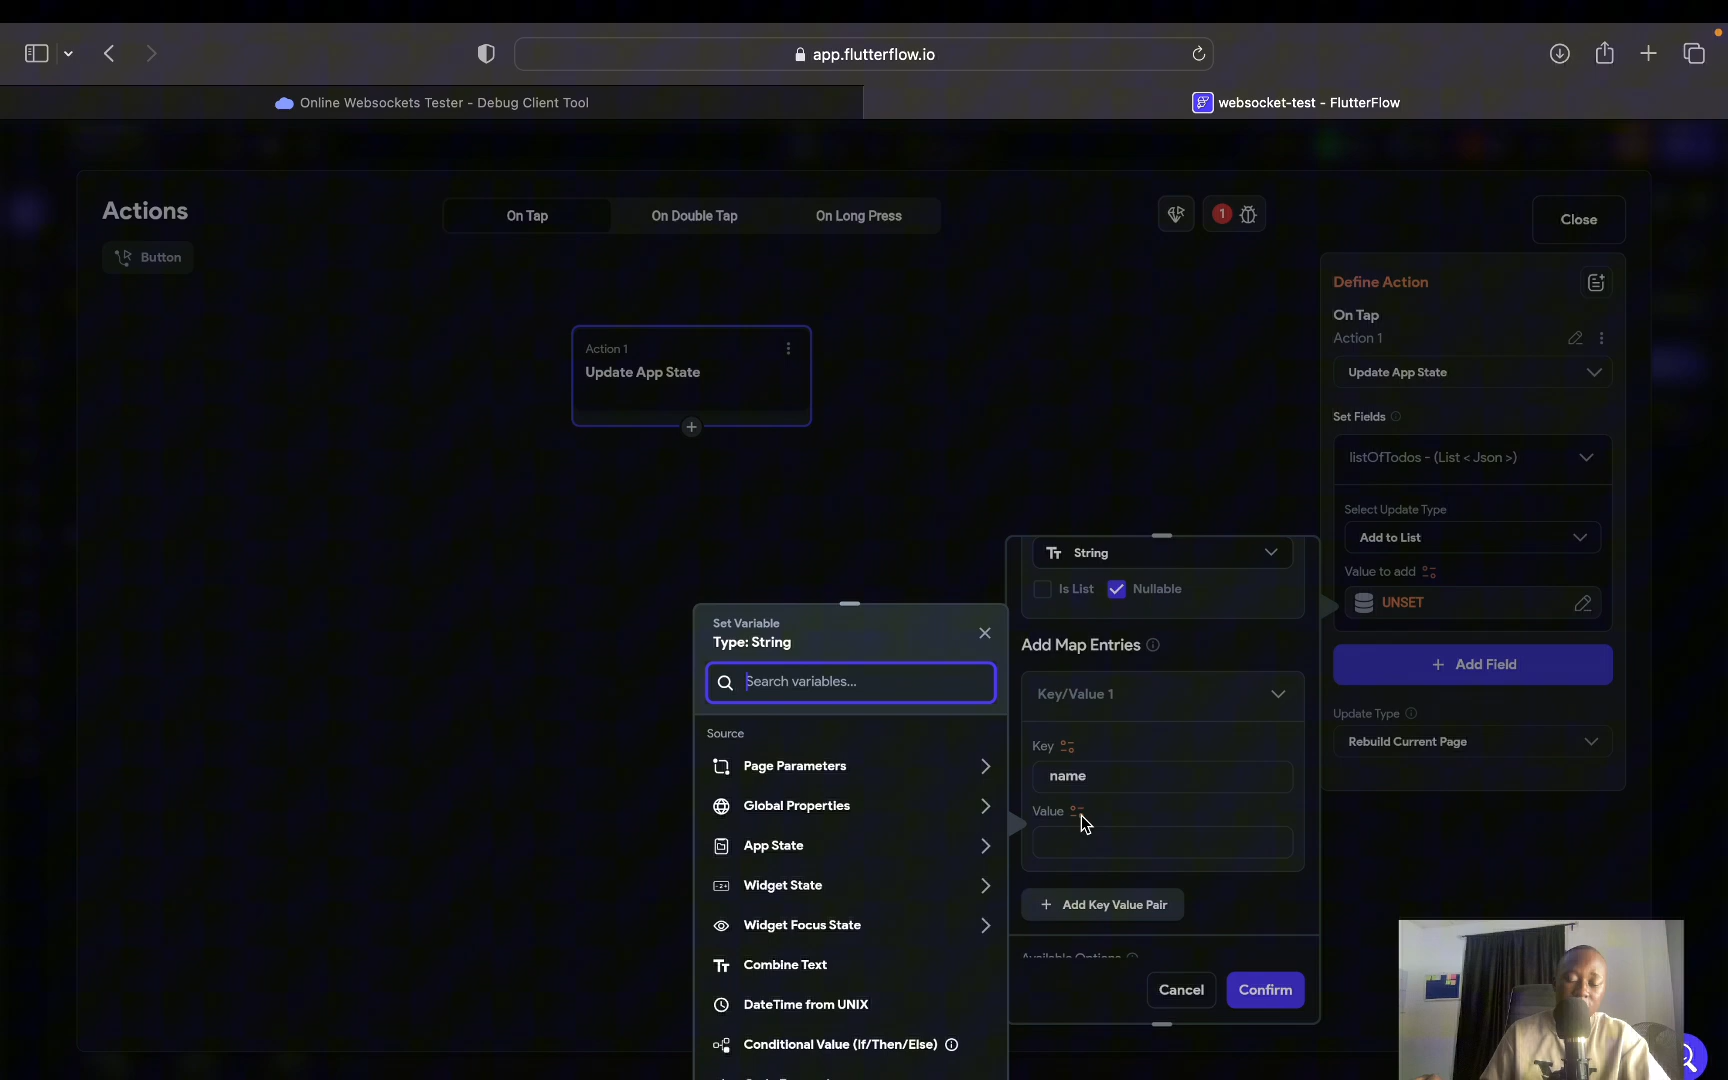 app.flutterflow.io
Online Websockets Tester - Debug Client Tool
websocket-test - FlutterFlow
Actions
On Tap
On Double Tap
On Long Press
1
Close
Button
Define Action
On Tap
Action 1
Update App State
Set Fields
listOfTodos - (List < Json >)
Select Update Type
Add to List
Value to add
UNSET
+ Add Field
Update Type
Rebuild Current Page
Action 1
Update App State
Tт String
Is List
Nullable
Add Map Entries
Key/Value 1
Key
name
Value
+ Add Key Value Pair
Available Options
Cancel
Confirm
Set Variable
Type: String
Search variables...
Source
Page Parameters
Global Properties
App State
Widget State
Widget Focus State
Combine Text
DateTime from UNIX
Conditional Value (If/Then/Else)